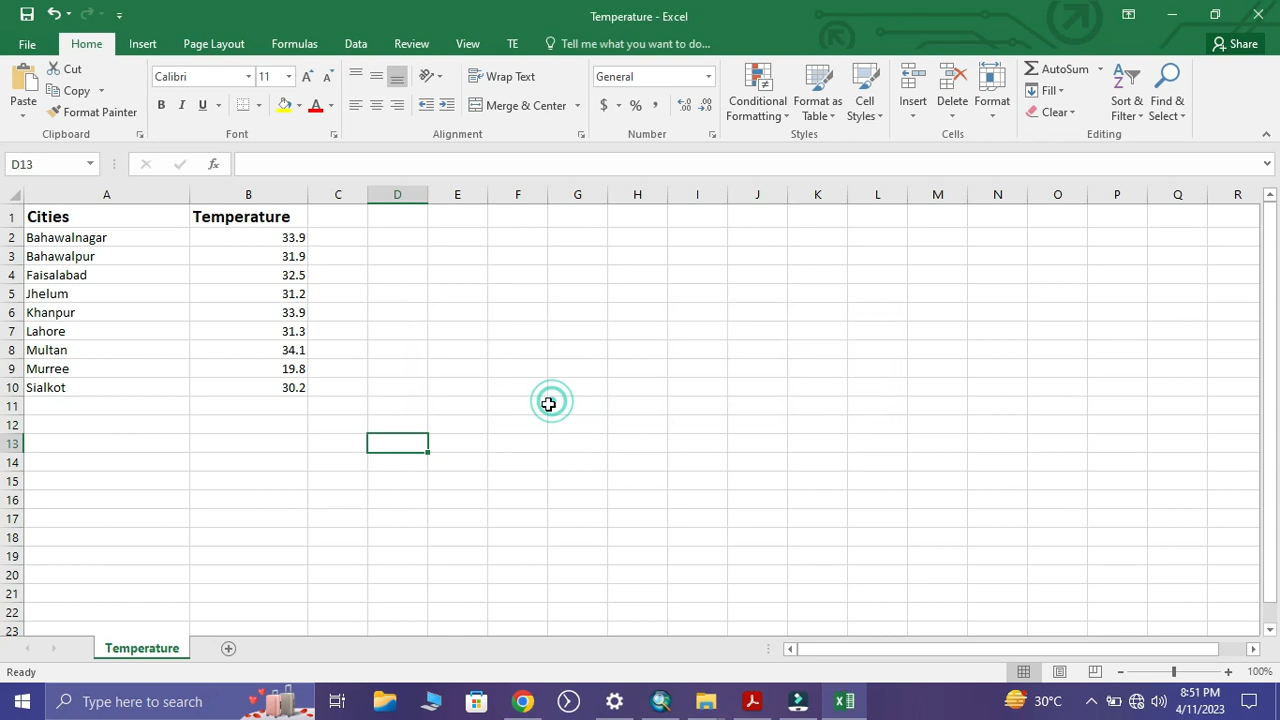 Temperature - Excel
File Home Insert Page Layout Formulas Data Review View TE Tell me what you want to do... Share
Cut
Copy
Format Painter
Paste
Clipboard
Calibri 11
B I U
Font
Wrap Text
Merge & Center
Alignment
General
$ % ,
Number
Conditional Formatting
Format as Table
Cell Styles
Styles
Insert Delete Format
Cells
AutoSum
Fill
Clear
Sort & Filter
Find & Select
Editing
D13 fx
A B C D E F G H I J K L M N O P Q R
1 Cities Temperature
2 Bahawalnagar 33.9
3 Bahawalpur 31.9
4 Faisalabad 32.5
5 Jhelum 31.2
6 Khanpur 33.9
7 Lahore 31.3
8 Multan 34.1
9 Murree 19.8
10 Sialkot 30.2
11
12
13
14
15
16
17
18
19
20
21
22
23
Temperature
Ready 100%
Type here to search 30°C 8:51 PM
4/11/2023